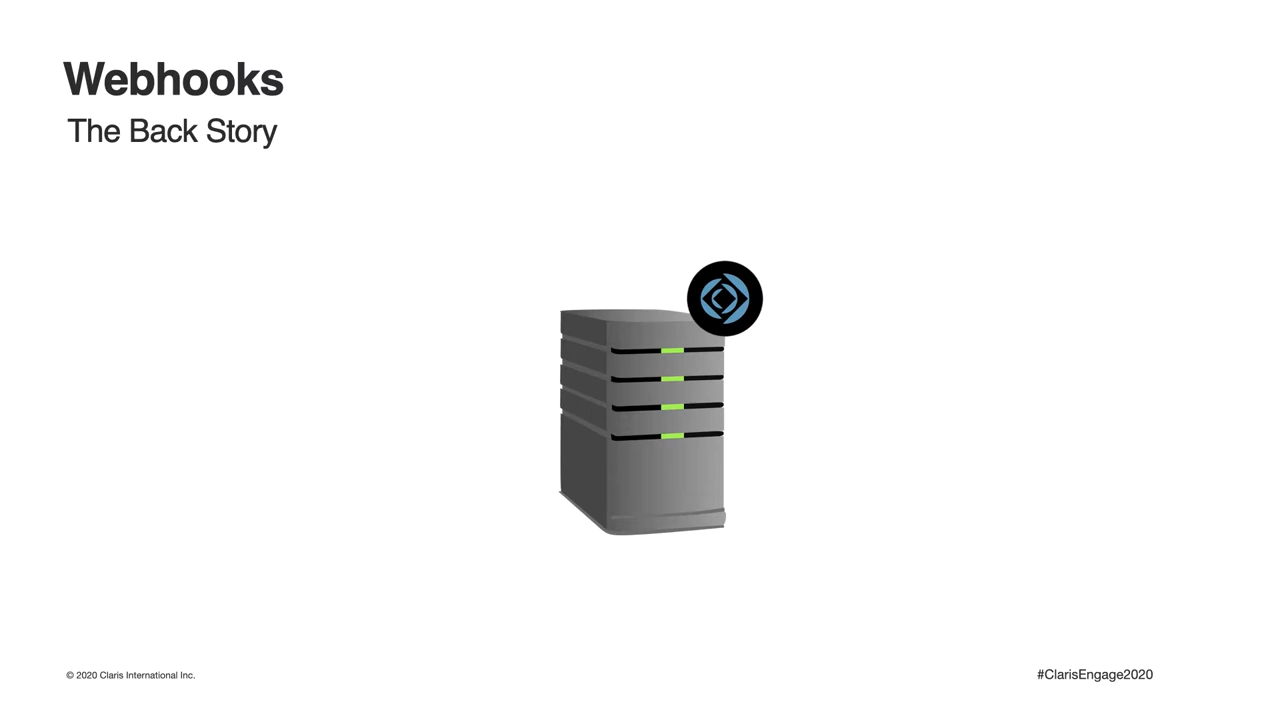 Webhooks
The Back Story
© 2020 Claris International Inc.
#ClarisEngage2020